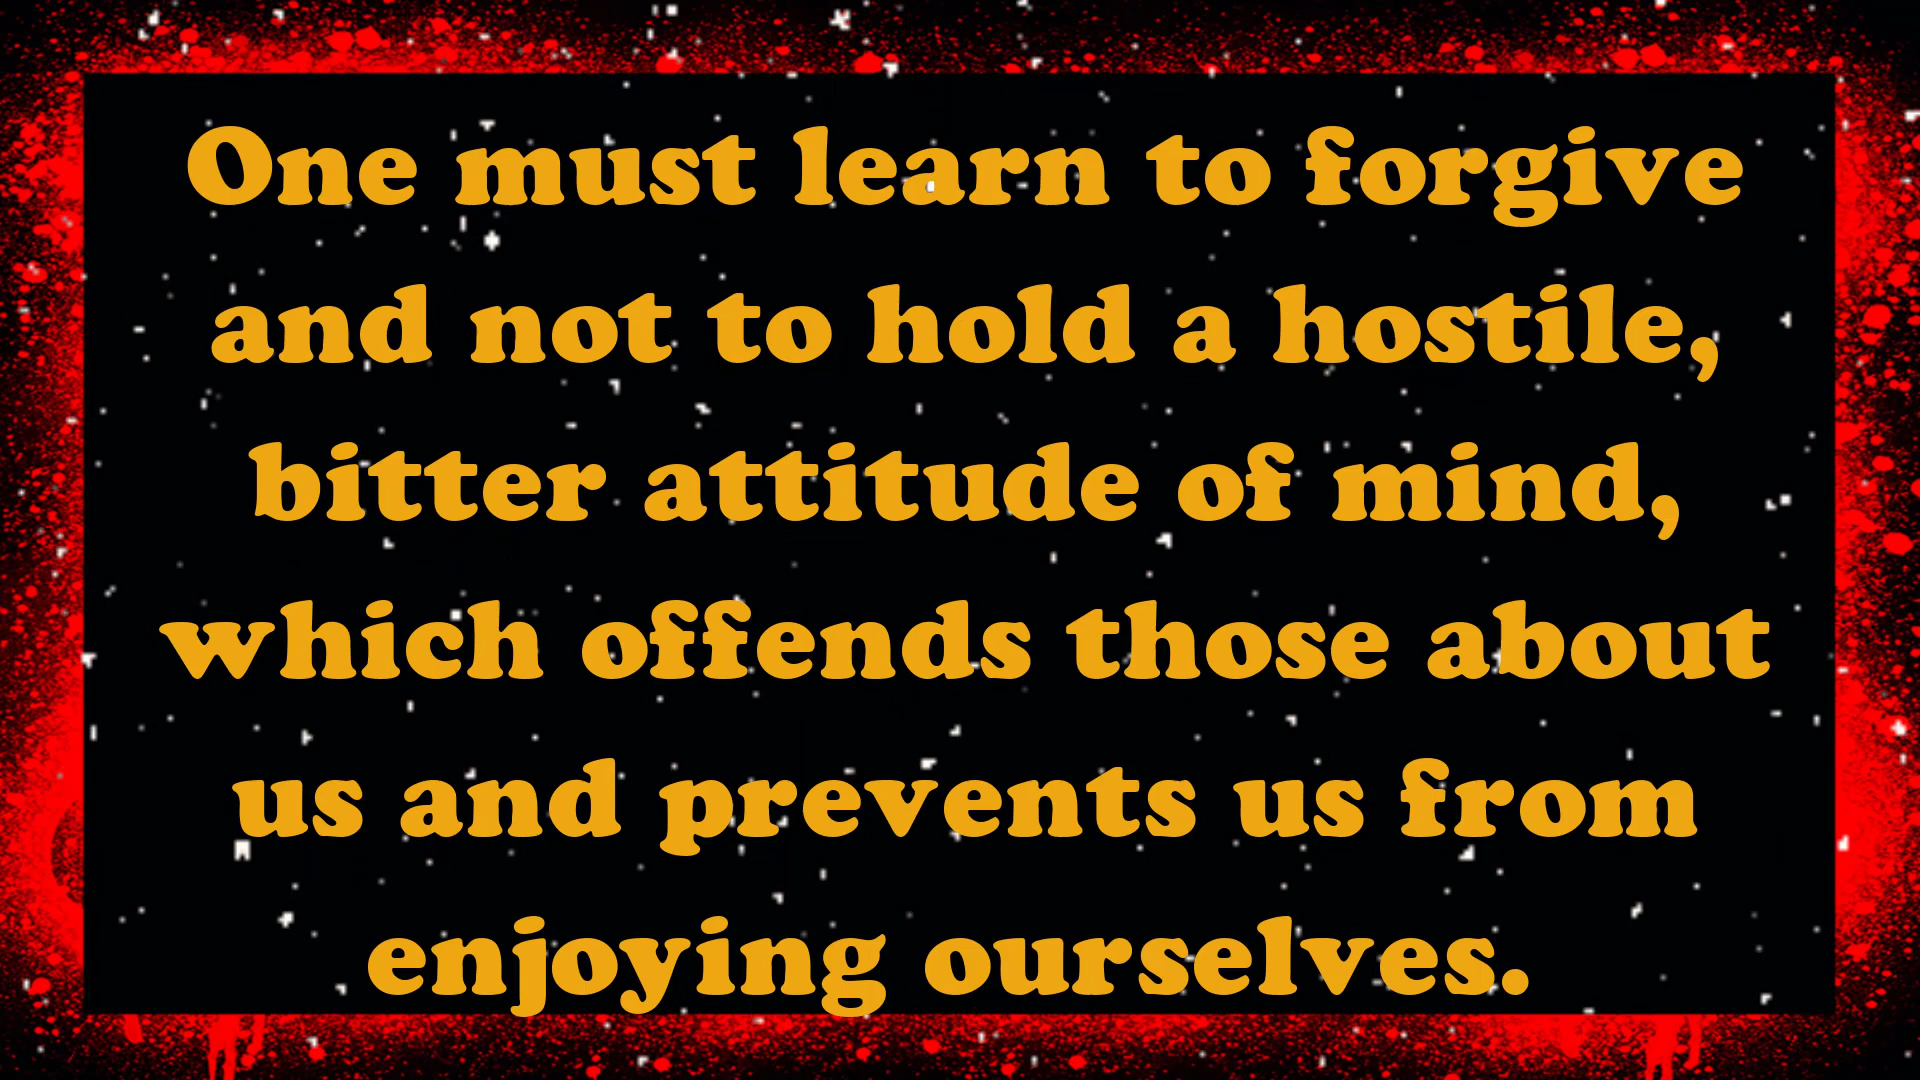 One must learn to forgive
and not to hold a hostile,
bitter attitude of mind,
which offends those about
us and prevents us from
enjoying ourselves.